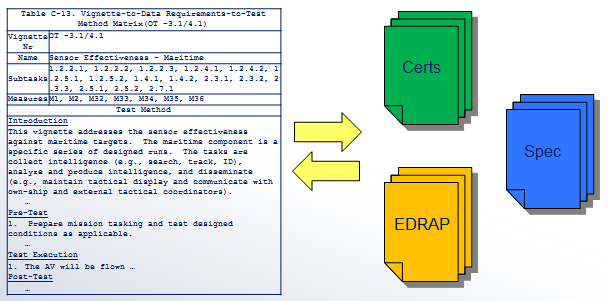 Table C-13. Vignette-to-Data Requirements-to-Test
Method Matrix(OT -3.1/4.1)
Vignette Nr OT -3.1/4.1
Name Sensor Effectiveness - Maritime
Subtasks 1.2.2.1, 1.2.2.2, 1.2.2.3, 1.2.4.1, 1.2.4.2, 1
.2.5.1, 1.2.5.2, 1.4.1, 1.4.2, 2.3.1, 2.3.2, 2
.3.3, 2.5.1, 2.5.2, 2.7.1
Measures M1, M2, M32, M33, M34, M35, M36
Test Method
Introduction
This vignette addresses the sensor effectiveness
against maritime targets. The maritime component is a
specific series of designed runs. The tasks are
collect intelligence (e.g., search, track, ID),
analyze and produce intelligence, and disseminate
(e.g., maintain tactical display and communicate with
own-ship and external tactical coordinators).
…
Pre-Test
1. Prepare mission tasking and test designed
conditions as applicable.
…
Test Execution
1. The AV will be flown …
Post-Test
…
Certs
EDRAP
Spec